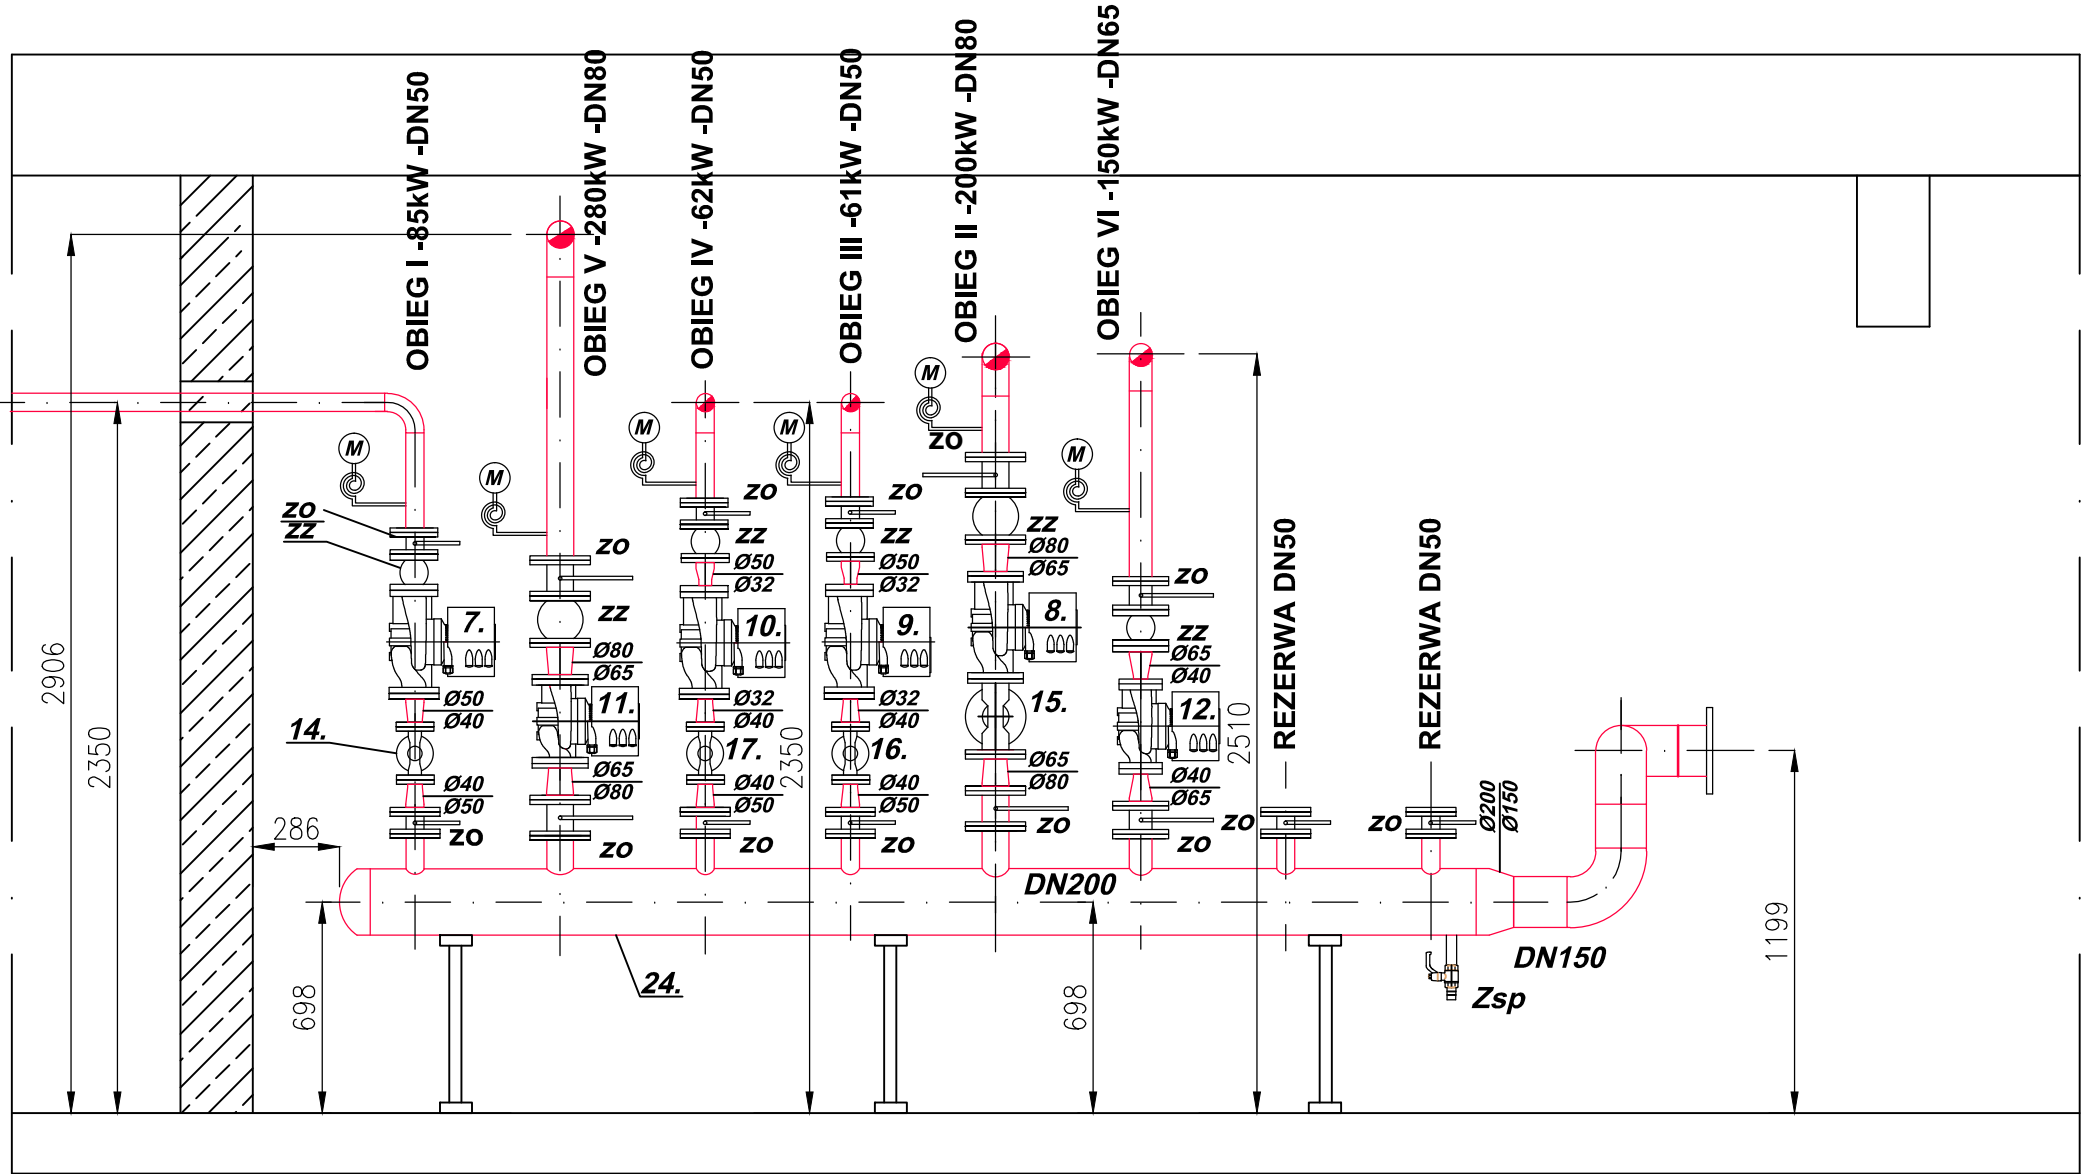 OBIEG I -85kW -DN50
OBIEG V -280kW -DN80
OBIEG IV -62kW -DN50
OBIEG III -61kW -DN50
OBIEG II -200kW -DN80
OBIEG VI -150kW -DN65
REZERWA DN50
REZERWA DN50
2906
2350
286
698
M
zo
zz
7.
Ø50
Ø40
14.
Ø40
Ø50
zo
M
zo
zz
Ø80
Ø65
11.
Ø65
Ø80
zo
M
zo
zz
Ø50
Ø32
10.
Ø32
Ø40
17.
Ø40
Ø50
zo
2350
M
zo
zz
Ø50
Ø32
9.
Ø32
Ø40
16.
Ø40
Ø50
zo
M
zo
zz
Ø80
Ø65
8.
15.
Ø65
Ø80
zo
M
zo
zz
Ø65
Ø40
12.
Ø40
Ø65
zo
2510
zo
zo
Ø200
Ø150
DN200
DN150
24.
698
Zsp
1199